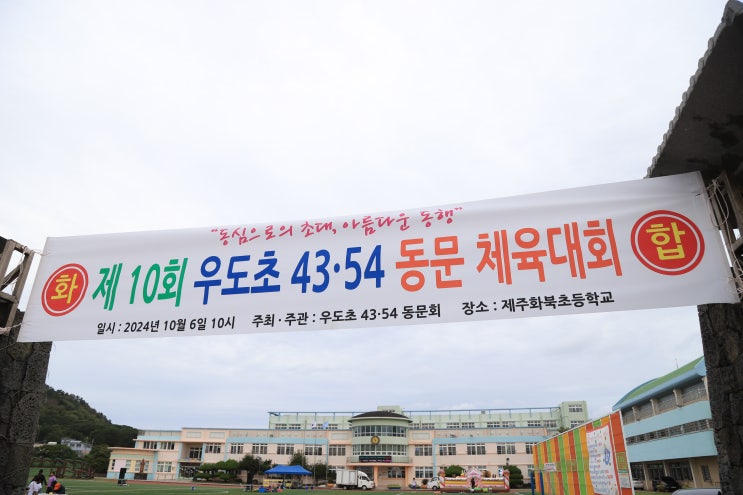 "동심으로의 초대, 아름다운 동행"
화 제 10회 우도초 43·54 동문 체육대회 합
일시 : 2024년 10월 6일 10시 주최·주관 : 우도초 43·54 동문회 장소 : 제주화북초등학교